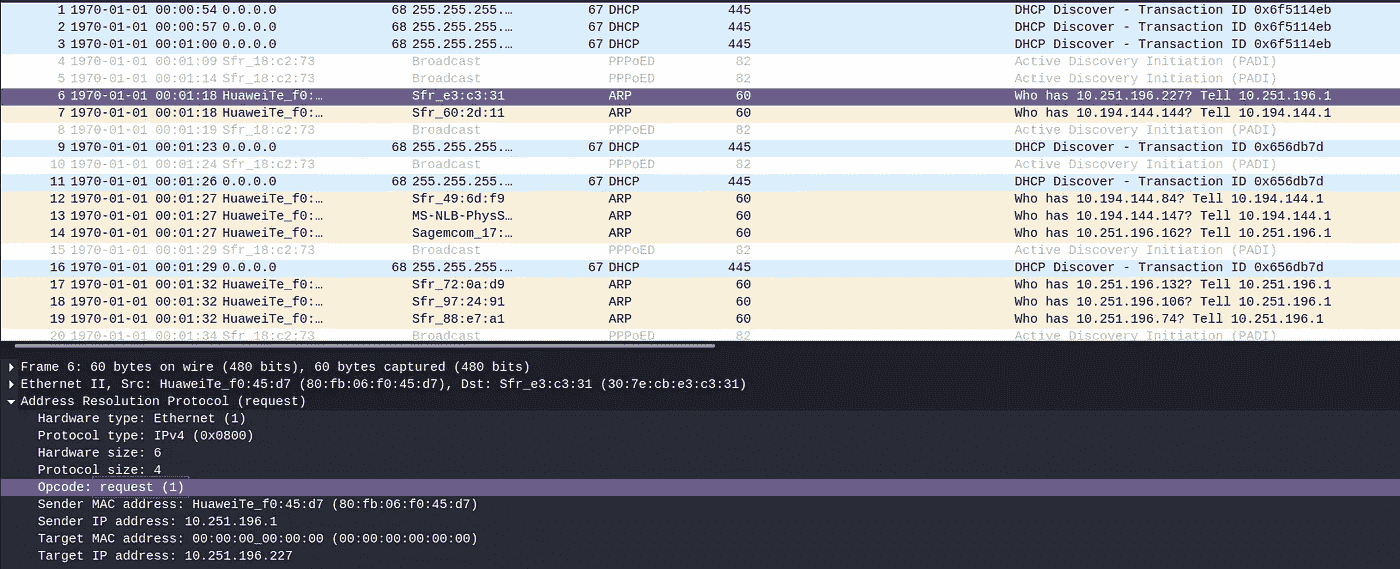 1 1970-01-01 00:00:54 0.0.0.0 68 255.255.255.… 67 DHCP 445 DHCP Discover - Transaction ID 0x6f5114eb
2 1970-01-01 00:00:57 0.0.0.0 68 255.255.255.… 67 DHCP 445 DHCP Discover - Transaction ID 0x6f5114eb
3 1970-01-01 00:01:00 0.0.0.0 68 255.255.255.… 67 DHCP 445 DHCP Discover - Transaction ID 0x6f5114eb
4 1970-01-01 00:01:09 Sfr_18:c2:73 Broadcast PPPoED 82 Active Discovery Initiation (PADI)
5 1970-01-01 00:01:14 Sfr_18:c2:73 Broadcast PPPoED 82 Active Discovery Initiation (PADI)
6 1970-01-01 00:01:18 HuaweiTe_f0:… Sfr_e3:c3:31 ARP 60 Who has 10.251.196.227? Tell 10.251.196.1
7 1970-01-01 00:01:18 HuaweiTe_f0:… Sfr_60:2d:11 ARP 60 Who has 10.194.144.144? Tell 10.194.144.1
8 1970-01-01 00:01:19 Sfr_18:c2:73 Broadcast PPPoED 82 Active Discovery Initiation (PADI)
9 1970-01-01 00:01:23 0.0.0.0 68 255.255.255.… 67 DHCP 445 DHCP Discover - Transaction ID 0x656db7d
10 1970-01-01 00:01:24 Sfr_18:c2:73 Broadcast PPPoED 82 Active Discovery Initiation (PADI)
11 1970-01-01 00:01:26 0.0.0.0 68 255.255.255.… 67 DHCP 445 DHCP Discover - Transaction ID 0x656db7d
12 1970-01-01 00:01:27 HuaweiTe_f0:… Sfr_49:6d:f9 ARP 60 Who has 10.194.144.84? Tell 10.194.144.1
13 1970-01-01 00:01:27 HuaweiTe_f0:… MS-NLB-PhysS… ARP 60 Who has 10.194.144.147? Tell 10.194.144.1
14 1970-01-01 00:01:27 HuaweiTe_f0:… Sagemcom_17:… ARP 60 Who has 10.251.196.162? Tell 10.251.196.1
15 1970-01-01 00:01:29 Sfr_18:c2:73 Broadcast PPPoED 82 Active Discovery Initiation (PADI)
16 1970-01-01 00:01:29 0.0.0.0 68 255.255.255.… 67 DHCP 445 DHCP Discover - Transaction ID 0x656db7d
17 1970-01-01 00:01:32 HuaweiTe_f0:… Sfr_72:0a:d9 ARP 60 Who has 10.251.196.132? Tell 10.251.196.1
18 1970-01-01 00:01:32 HuaweiTe_f0:… Sfr_97:24:91 ARP 60 Who has 10.251.196.106? Tell 10.251.196.1
19 1970-01-01 00:01:32 HuaweiTe_f0:… Sfr_88:e7:a1 ARP 60 Who has 10.251.196.74? Tell 10.251.196.1
20 1970-01-01 00:01:34 Sfr_18:c2:73 Broadcast PPPoED 82 Active Discovery Initiation (PADI)
Frame 6: 60 bytes on wire (480 bits), 60 bytes captured (480 bits)
Ethernet II, Src: HuaweiTe_f0:45:d7 (80:fb:06:f0:45:d7), Dst: Sfr_e3:c3:31 (30:7e:cb:e3:c3:31)
Address Resolution Protocol (request)
Hardware type: Ethernet (1)
Protocol type: IPv4 (0x0800)
Hardware size: 6
Protocol size: 4
Opcode: request (1)
Sender MAC address: HuaweiTe_f0:45:d7 (80:fb:06:f0:45:d7)
Sender IP address: 10.251.196.1
Target MAC address: 00:00:00_00:00:00 (00:00:00:00:00:00)
Target IP address: 10.251.196.227